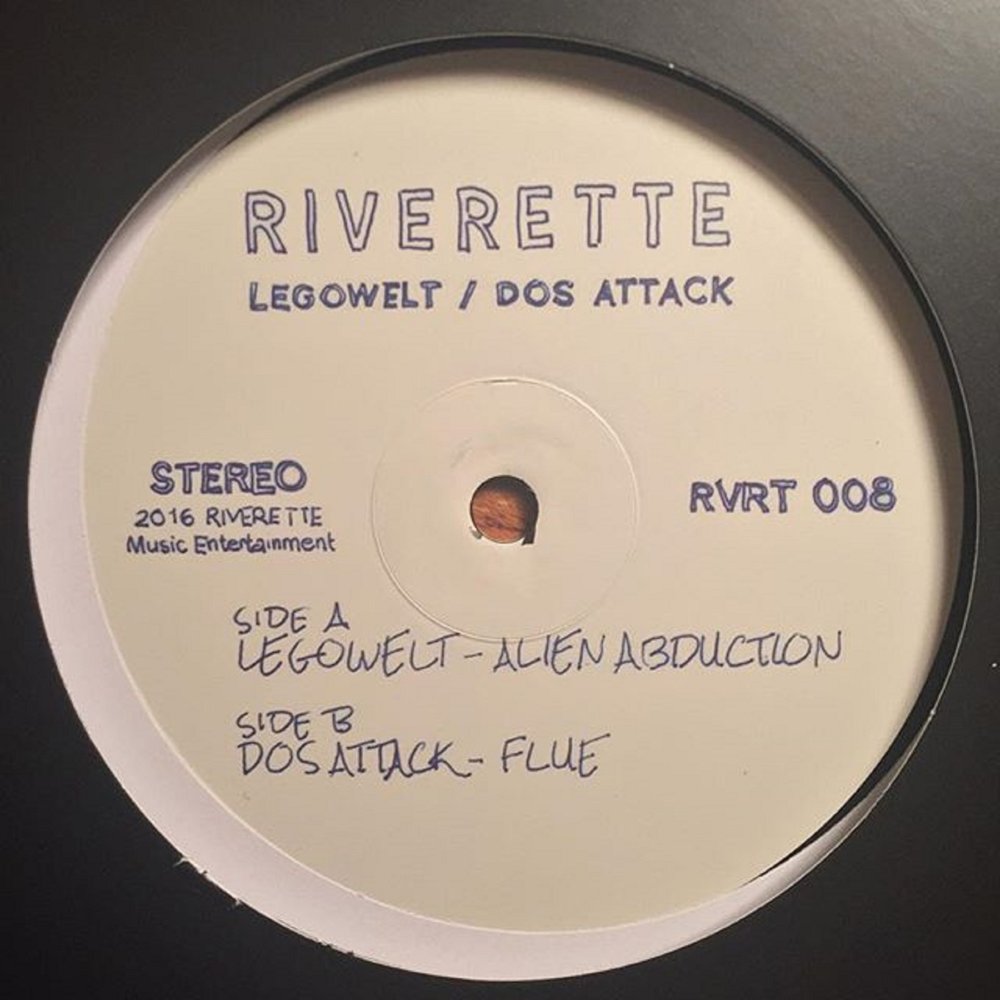 RIVERETTE
LEGOWELT / DOS ATTACK
STEREO
2016 RIVERETTE
Music Entertainment
RVRT 008
SIDE A
LEGOWELT - ALIEN ABDUCTION
SIDE B
DOS ATTACK - FLUE